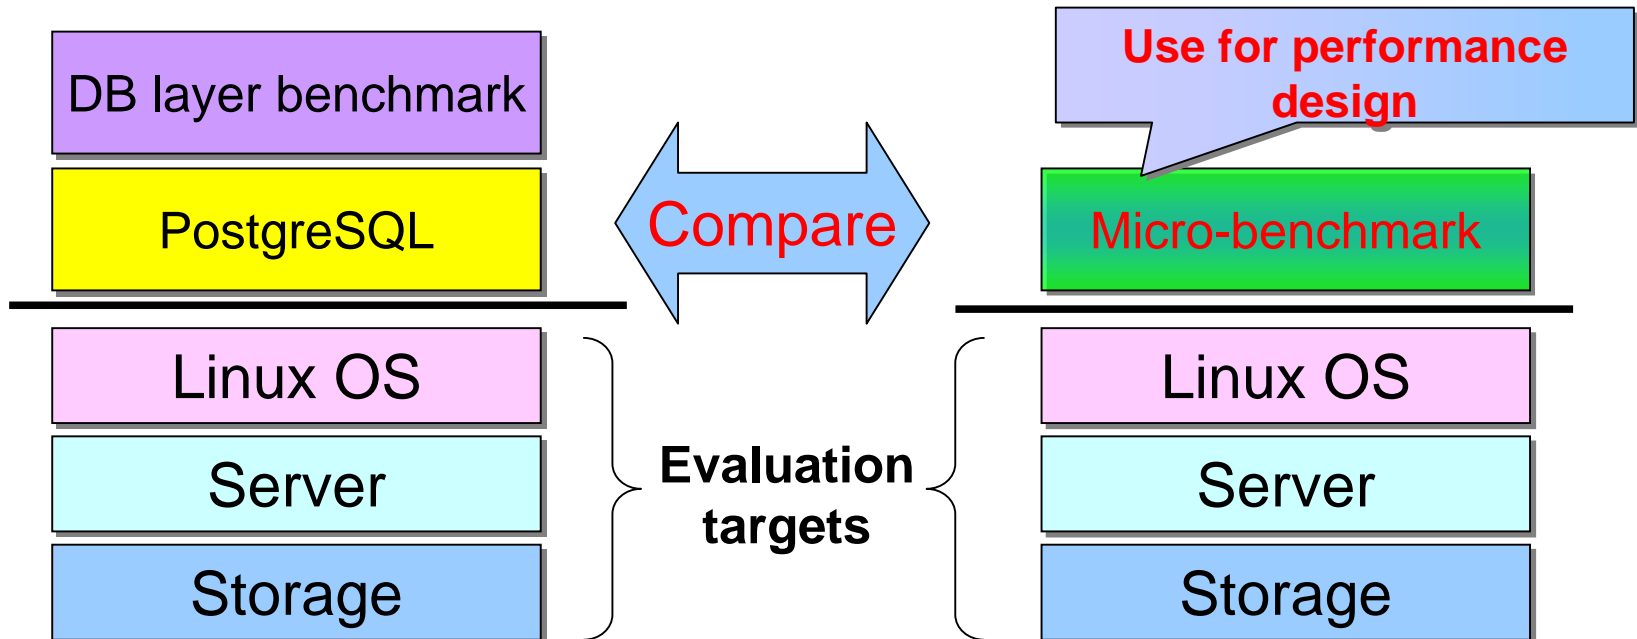 DB layer benchmark
PostgreSQL
Linux OS
Server
Storage
Compare
Evaluation
targets
Use for performance
design
Micro-benchmark
Linux OS
Server
Storage